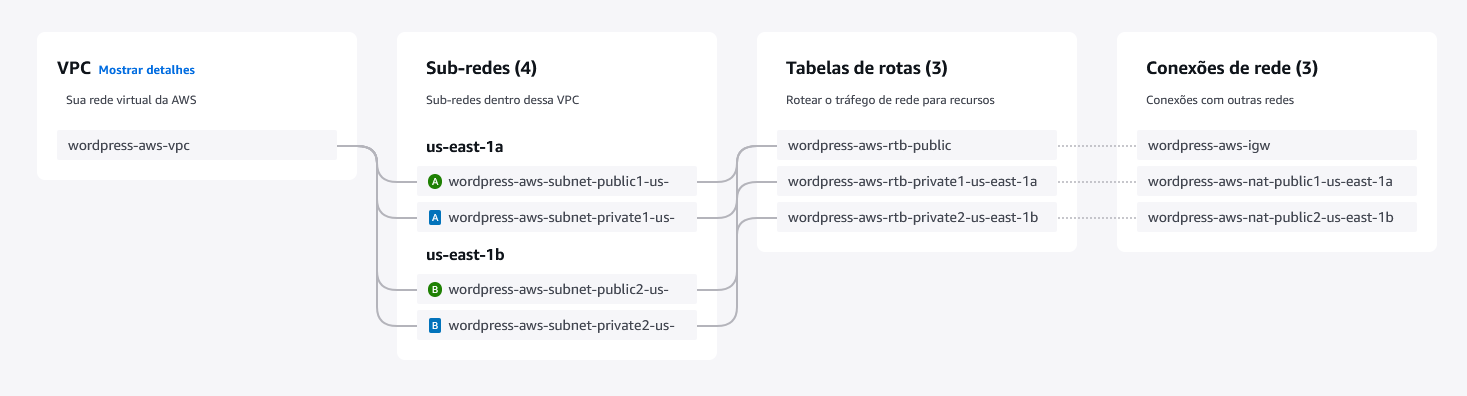 VPC Mostrar detalhes
Sua rede virtual da AWS
wordpress-aws-vpc
Sub-redes (4)
Sub-redes dentro dessa VPC
us-east-1a
A wordpress-aws-subnet-public1-us-
A wordpress-aws-subnet-private1-us-
us-east-1b
B wordpress-aws-subnet-public2-us-
B wordpress-aws-subnet-private2-us-
Tabelas de rotas (3)
Rotear o tráfego de rede para recursos
wordpress-aws-rtb-public
wordpress-aws-rtb-private1-us-east-1a
wordpress-aws-rtb-private2-us-east-1b
Conexões de rede (3)
Conexões com outras redes
wordpress-aws-igw
wordpress-aws-nat-public1-us-east-1a
wordpress-aws-nat-public2-us-east-1b